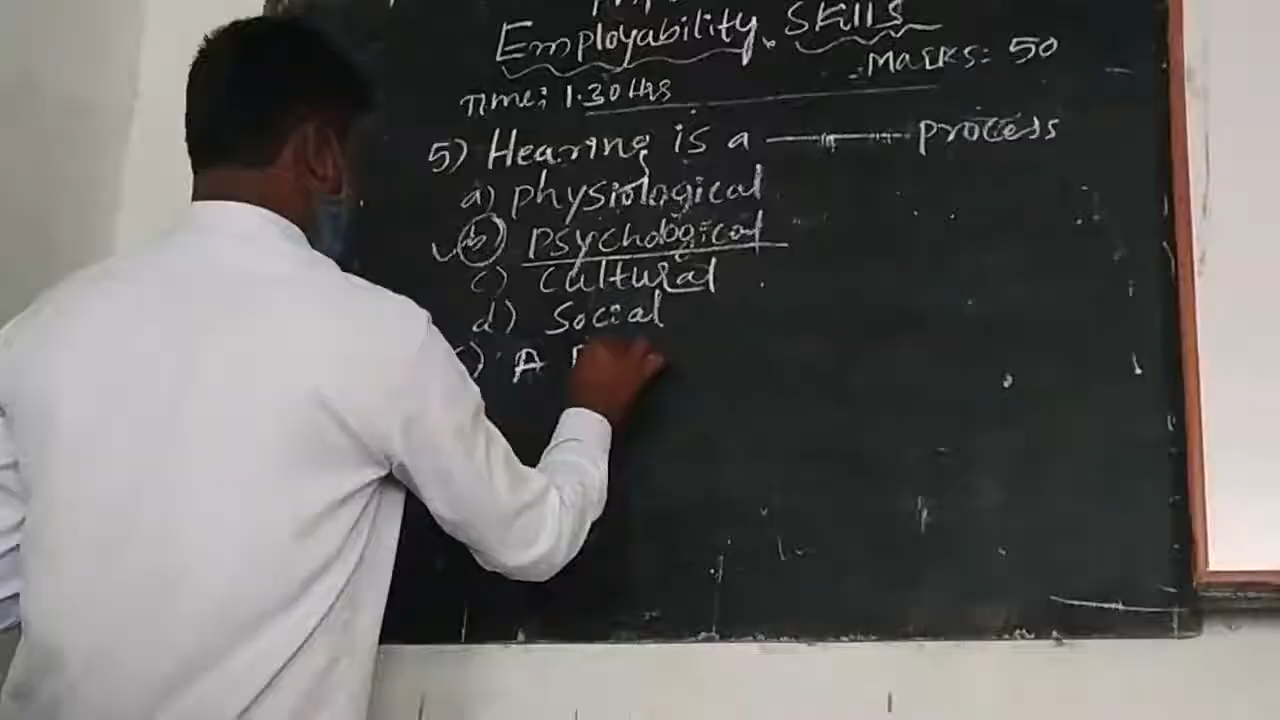 Employability Skills
Marks: 50
Time: 1.30 Hrs
5) Hearing is a ——— process
a) physiological
b) psychological
c) cultural
d) Social
A